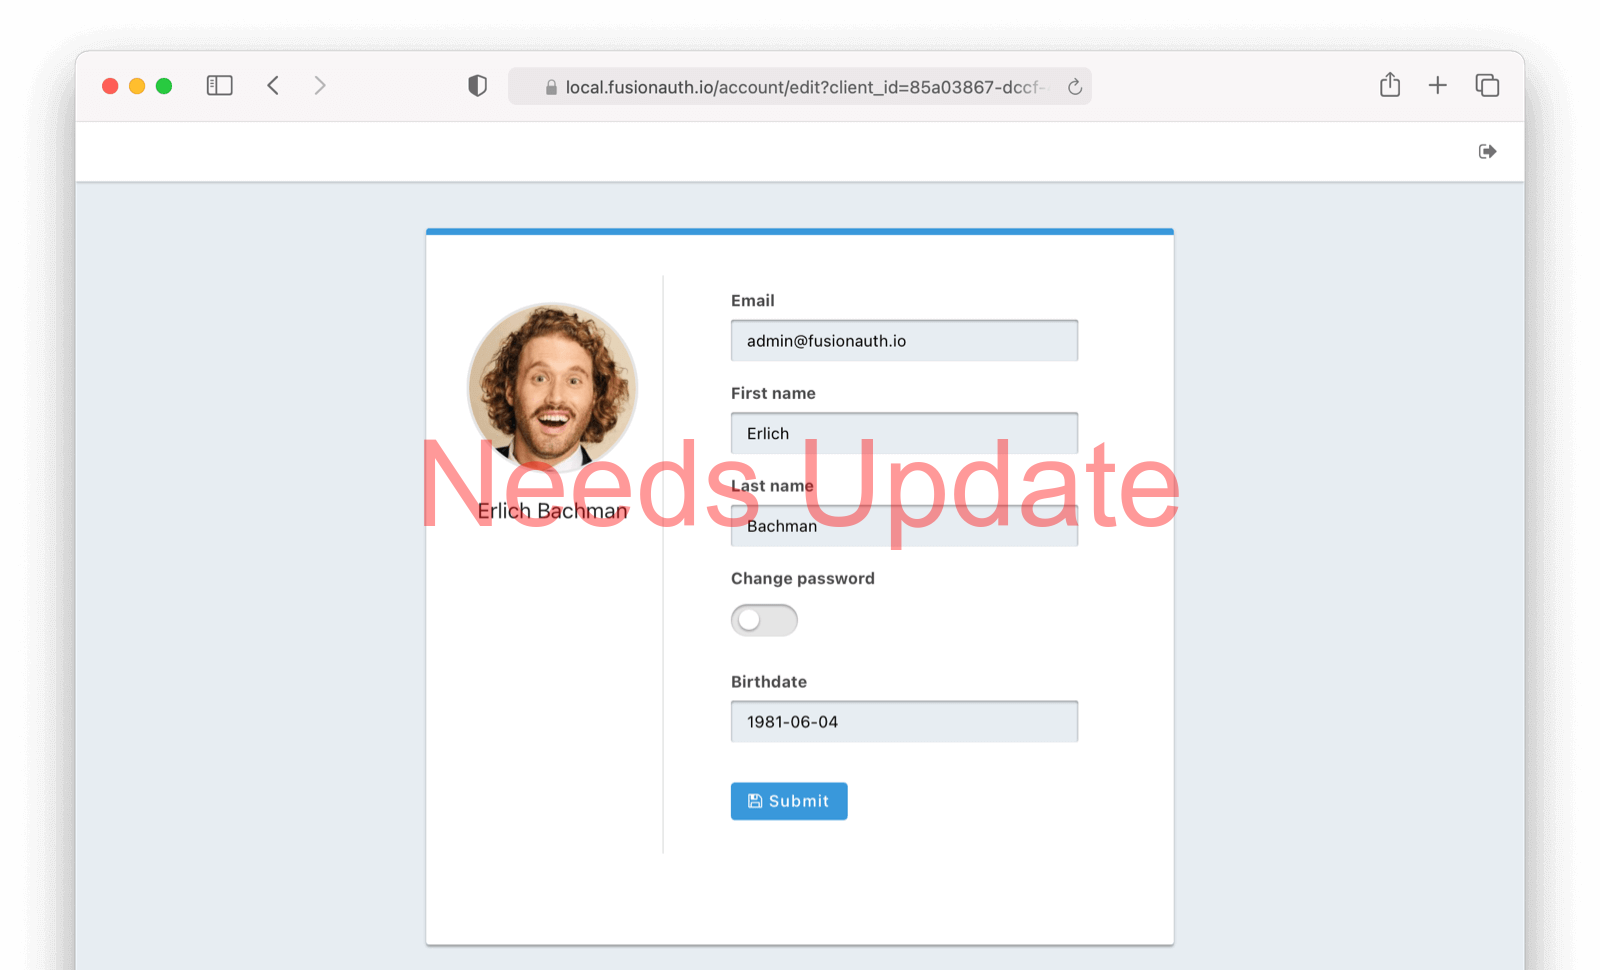 local.fusionauth.io/account/edit?client_id=85a03867-dccf-
Email
admin@fusionauth.io
First name
Erlich
Needs Update
Last name
Erlich Bachman
Bachman
Change password
Birthdate
1981-06-04
Submit